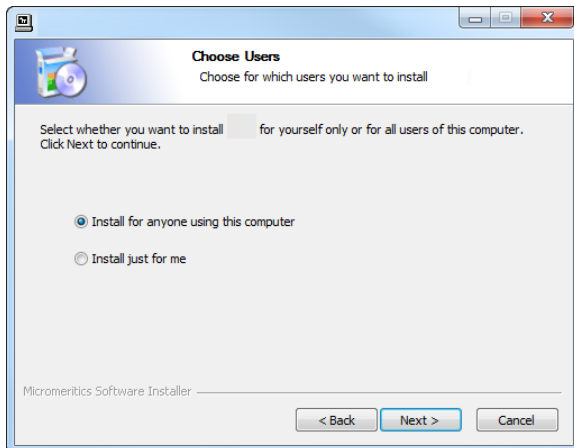 Choose Users
Choose for which users you want to install
Select whether you want to install for yourself only or for all users of this computer.
Click Next to continue.
Install for anyone using this computer
Install just for me
Micromeritics Software Installer
< Back
Next >
Cancel